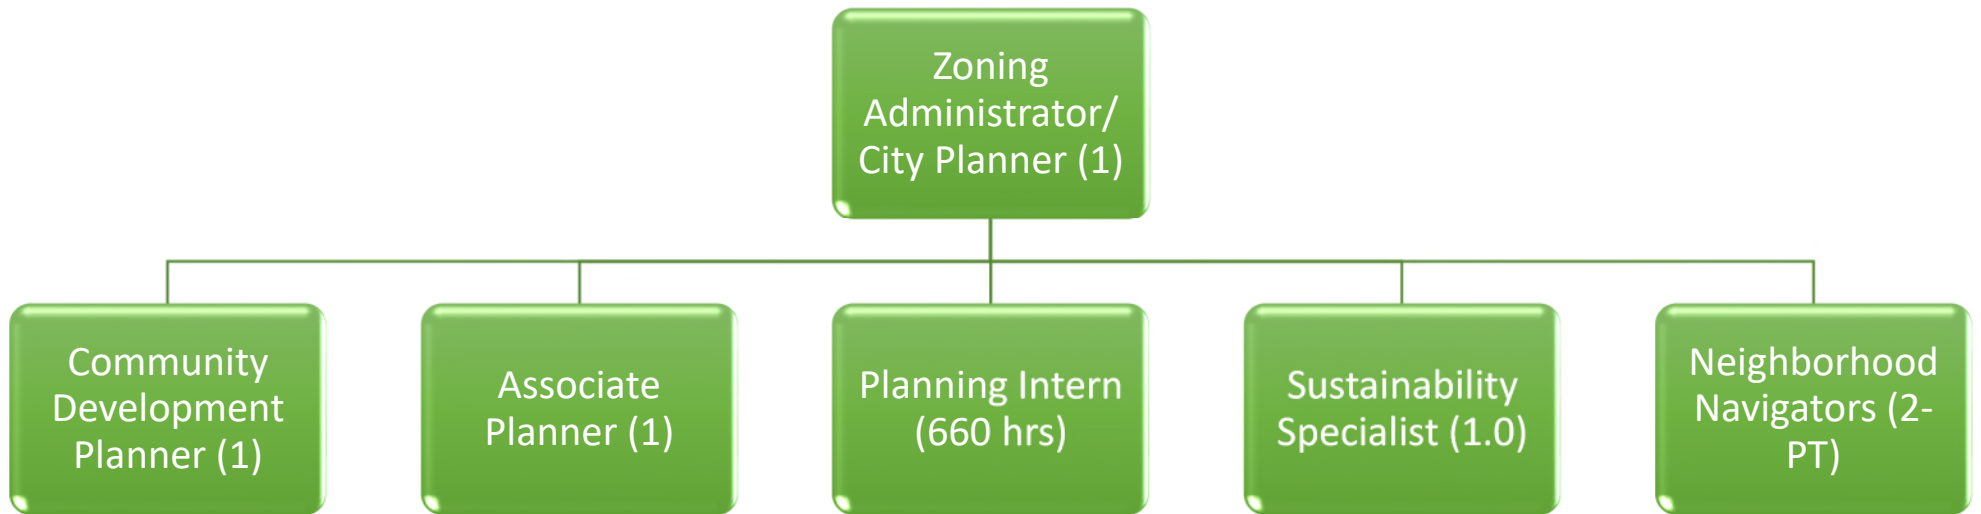 Zoning
Administrator/
City Planner (1)
Community
Development
Planner (1)
Associate
Planner (1)
Planning Intern
(660 hrs)
Sustainability
Specialist (1.0)
Neighborhood
Navigators (2-
PT)